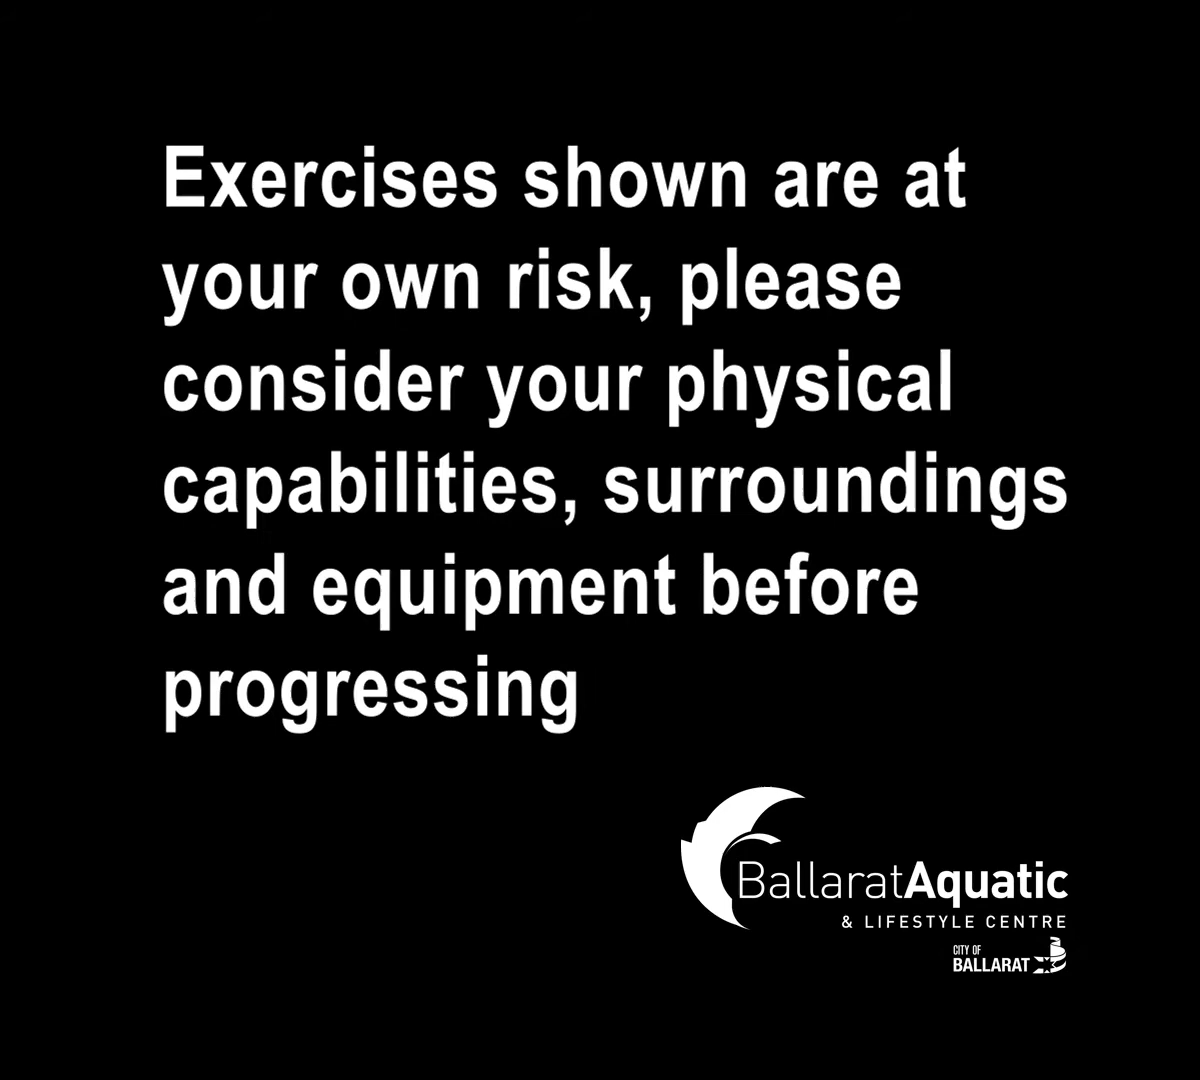 Exercises shown are at
your own risk, please
consider your physical
capabilities, surroundings
and equipment before
progressing
BallaratAquatic
& LIFESTYLE CENTRE
CITY OF
BALLARAT